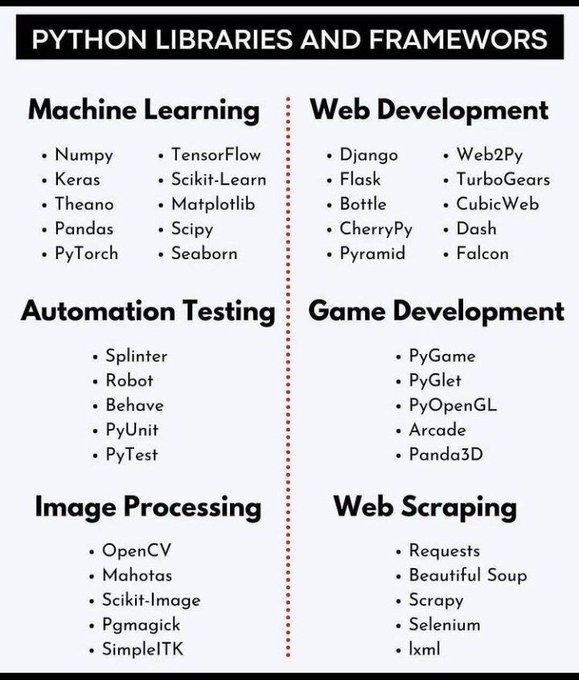 PYTHON LIBRARIES AND FRAMEWORS
Machine Learning
Numpy
Keras
Theano
Pandas
PyTorch
TensorFlow
Scikit-Learn
Matplotlib
Scipy
Seaborn
Web Development
Django
Flask
Bottle
CherryPy
Pyramid
Web2Py
TurboGears
CubicWeb
Dash
Falcon
Automation Testing
Splinter
Robot
Behave
PyUnit
PyTest
Game Development
PyGame
PyGlet
PyOpenGL
Arcade
Panda3D
Image Processing
OpenCV
Mahotas
Scikit-Image
Pgmagick
SimpleITK
Web Scraping
Requests
Beautiful Soup
Scrapy
Selenium
lxml